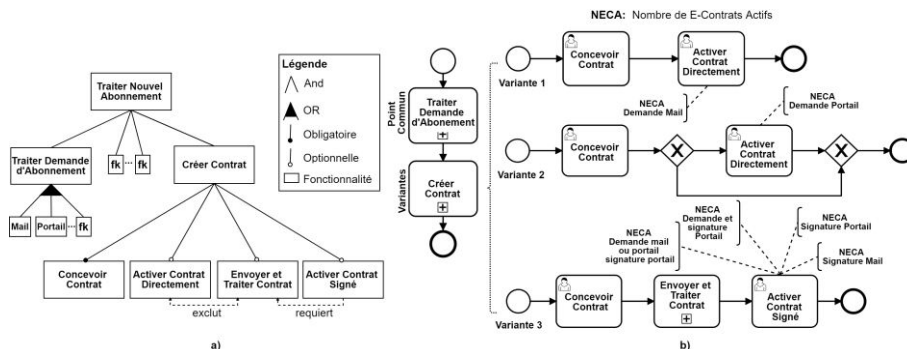 NECA: Nombre de E-Contrats Actifs
Traiter Nouvel
Abonnement
Légende
And
OR
Obligatoire
Optionnelle
Fonctionnalité
Traiter Demande
d'Abonnement
fk ... fk
Créer Contrat
Mail
Portail
...
fk
Concevoir
Contrat
Activer Contrat
Directement
Envoyer et
Traiter Contrat
Activer Contrat
Signé
exclut
requiert
a)
Point
Commun
Traiter
Demande
d'Abonement
Variantes
Créer
Contrat
Variante 1
Concevoir
Contrat
Activer
Contrat
Directement
NECA
Demande Mail
NECA
Demande Portail
Variante 2
Concevoir
Contrat
X
Activer
Contrat
Directement
X
NECA
Demande mail
ou portail
signature portail
NECA
Demande et
signature
Portail
NECA
Signature Portail
NECA
Signature Mail
Variante 3
Concevoir
Contrat
Envoyer et
Traiter
Contrat
Activer
Contrat
Signé
b)